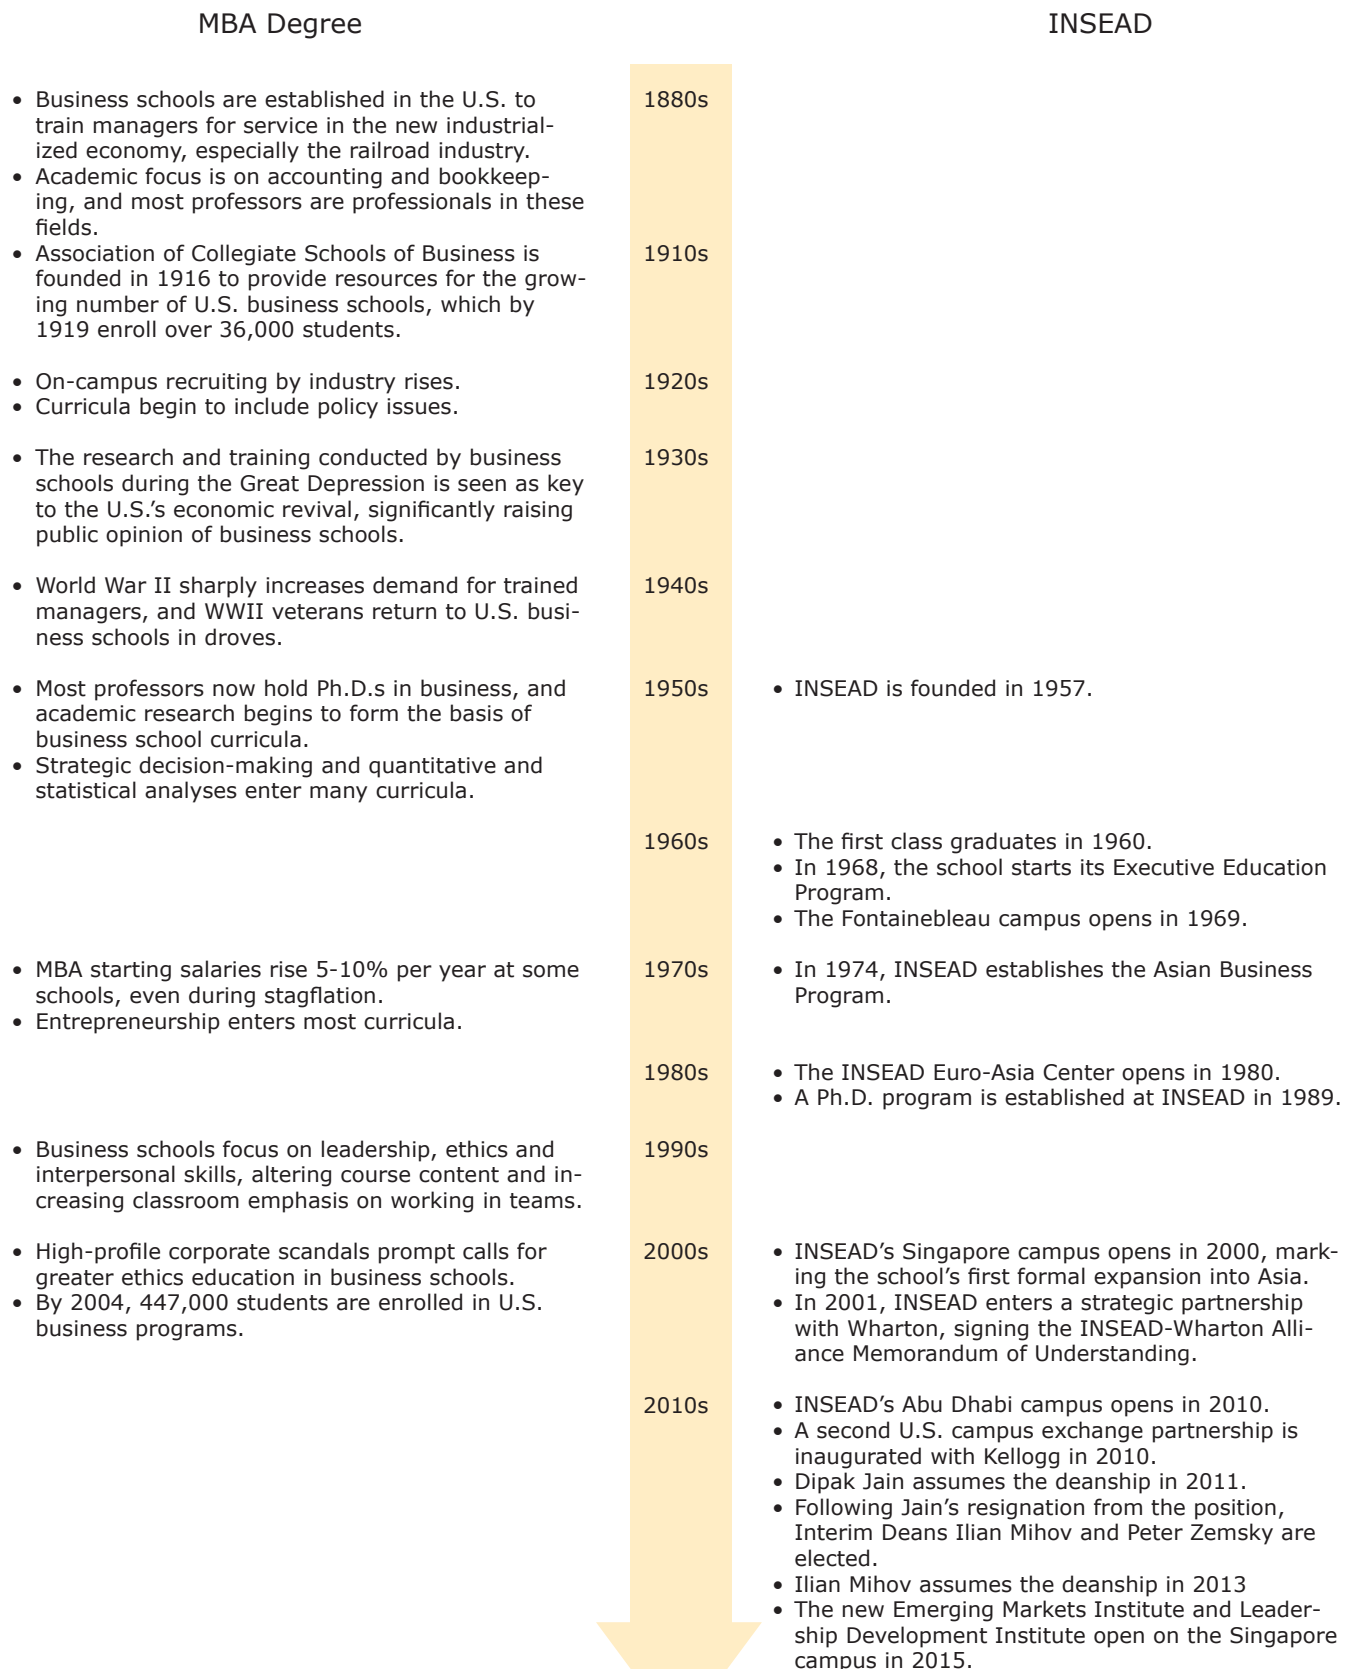 MBA Degree
INSEAD
• Business schools are established in the U.S. to
train managers for service in the new industrial-
ized economy, especially the railroad industry.
• Academic focus is on accounting and bookkeep-
ing, and most professors are professionals in these
fields.
1880s
• Association of Collegiate Schools of Business is
founded in 1916 to provide resources for the grow-
ing number of U.S. business schools, which by
1919 enroll over 36,000 students.
1910s
• On-campus recruiting by industry rises.
• Curricula begin to include policy issues.
1920s
• The research and training conducted by business
schools during the Great Depression is seen as key
to the U.S.’s economic revival, significantly raising
public opinion of business schools.
1930s
• World War II sharply increases demand for trained
managers, and WWII veterans return to U.S. busi-
ness schools in droves.
1940s
• Most professors now hold Ph.D.s in business, and
academic research begins to form the basis of
business school curricula.
• Strategic decision-making and quantitative and
statistical analyses enter many curricula.
1950s
• INSEAD is founded in 1957.
1960s
• The first class graduates in 1960.
• In 1968, the school starts its Executive Education
Program.
• The Fontainebleau campus opens in 1969.
• MBA starting salaries rise 5-10% per year at some
schools, even during stagflation.
• Entrepreneurship enters most curricula.
1970s
• In 1974, INSEAD establishes the Asian Business
Program.
1980s
• The INSEAD Euro-Asia Center opens in 1980.
• A Ph.D. program is established at INSEAD in 1989.
• Business schools focus on leadership, ethics and
interpersonal skills, altering course content and in-
creasing classroom emphasis on working in teams.
1990s
• High-profile corporate scandals prompt calls for
greater ethics education in business schools.
• By 2004, 447,000 students are enrolled in U.S.
business programs.
2000s
• INSEAD’s Singapore campus opens in 2000, mark-
ing the school’s first formal expansion into Asia.
• In 2001, INSEAD enters a strategic partnership
with Wharton, signing the INSEAD-Wharton Alli-
ance Memorandum of Understanding.
2010s
• INSEAD’s Abu Dhabi campus opens in 2010.
• A second U.S. campus exchange partnership is
inaugurated with Kellogg in 2010.
• Dipak Jain assumes the deanship in 2011.
• Following Jain’s resignation from the position,
Interim Deans Ilian Mihov and Peter Zemsky are
elected.
• Ilian Mihov assumes the deanship in 2013
• The new Emerging Markets Institute and Leader-
ship Development Institute open on the Singapore
campus in 2015.